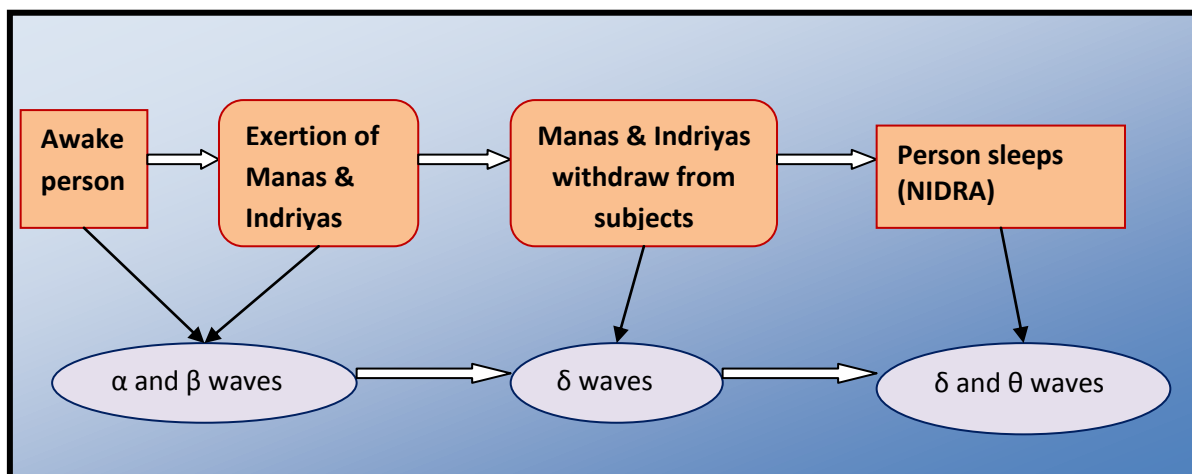 Awake
person
Exertion of
Manas &
Indriyas
Manas & Indriyas
withdraw from
subjects
Person sleeps
(NIDRA)
α and β waves
δ waves
δ and θ waves